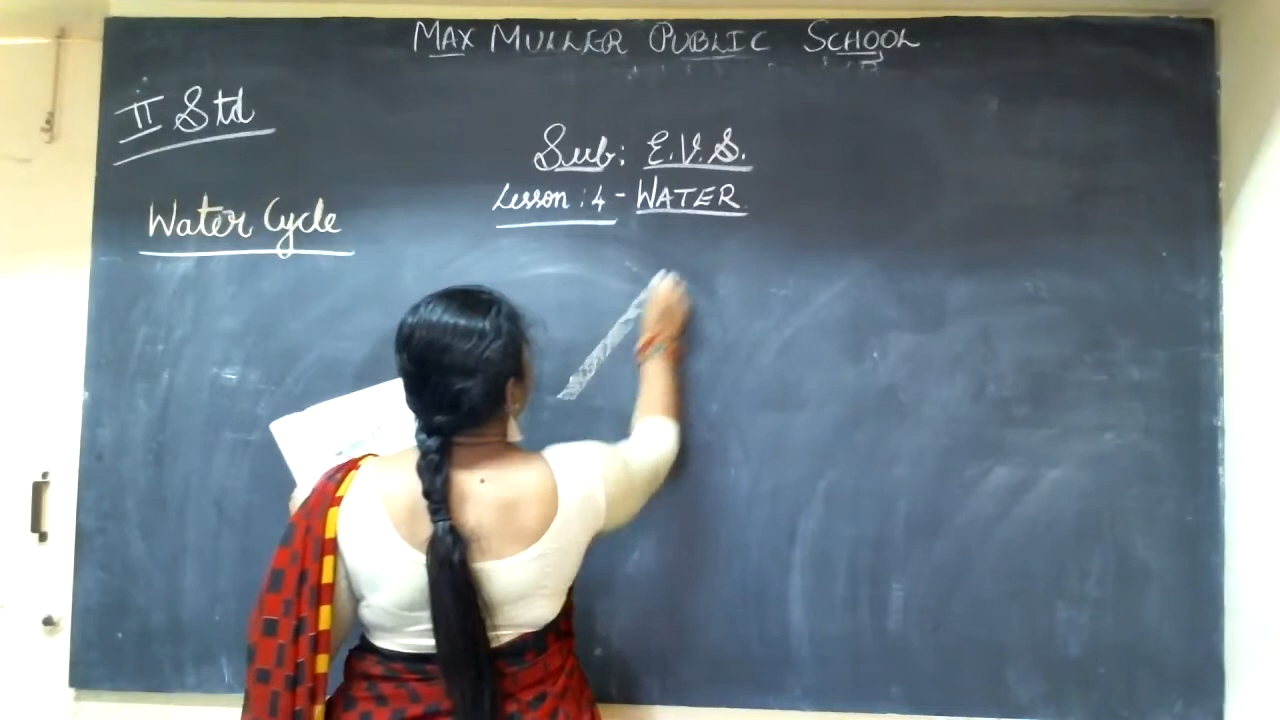 MAX MULLER PUBLIC SCHOOL
II Std
Sub: E.V.S.
Lesson: 4 - WATER
Water Cycle